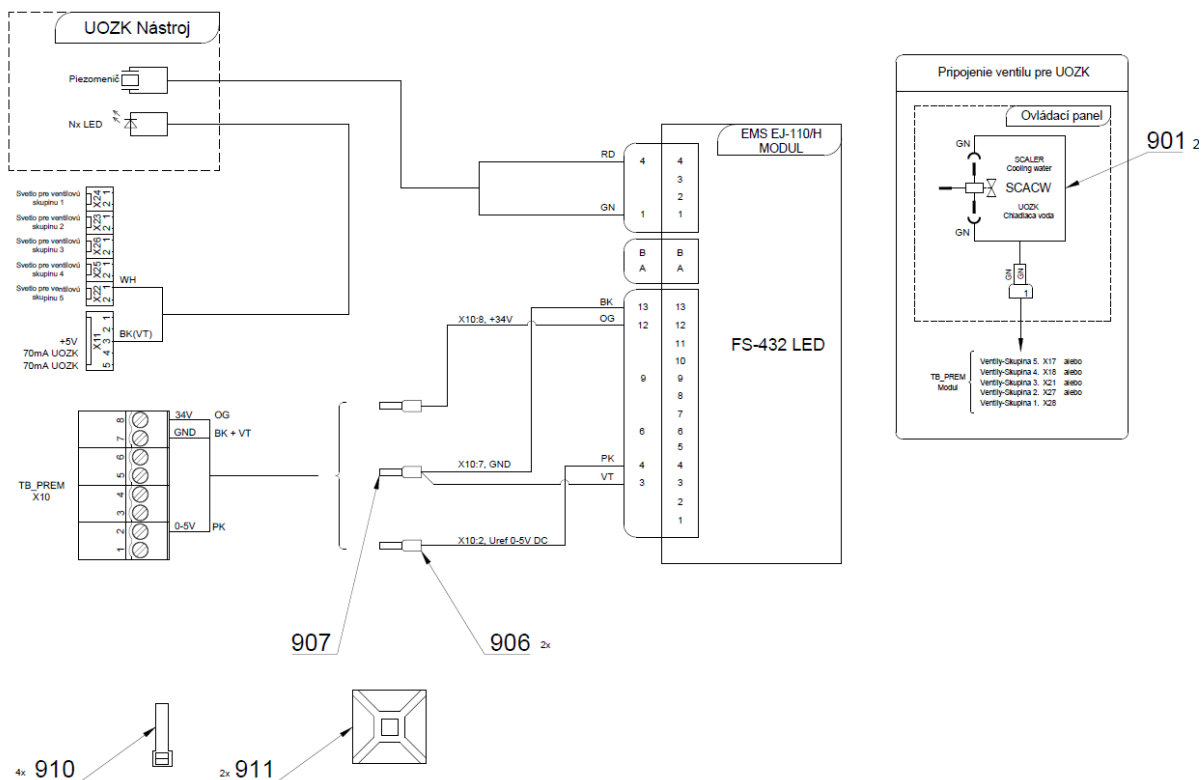 UOZK Nástroj
Piezomenič
Nx LED
Svetlo pre ventilovú
skupinu 1
X24
1
2
Svetlo pre ventilovú
skupinu 2
X23
1
2
Svetlo pre ventilovú
skupinu 3
X26
1
2
Svetlo pre ventilovú
skupinu 4
X25
1
2
Svetlo pre ventilovú
skupinu 5
X22
1
2
WH
BK(VT)
+5V
70mA UOZK
70mA UOZK
X11
1
2
3
4
5
TB_PREM
X10
8
7
6
5
4
3
2
1
34V
OG
GND
BK + VT
0-5V
PK
X10:8, +34V
X10:7, GND
X10:2, Uref 0-5V DC
907
906 2x
EMS EJ-110/H
MODUL
FS-432 LED
RD
4
4
3
2
GN
1
1
B
B
A
A
BK
13
13
OG
12
12
11
10
9
9
8
7
6
6
5
PK
4
4
VT
3
3
2
1
Pripojenie ventilu pre UOZK
Ovládací panel
GN
SCALER
Cooling water
SCACW
UOZK
Chladiaca voda
GN
GN
GN
1
901 2
TB_PREM
Modul
Ventily-Skupina 5. X17 alebo
Ventily-Skupina 4. X18 alebo
Ventily-Skupina 3. X21 alebo
Ventily-Skupina 2. X27 alebo
Ventily-Skupina 1. X28
4x 910
2x 911